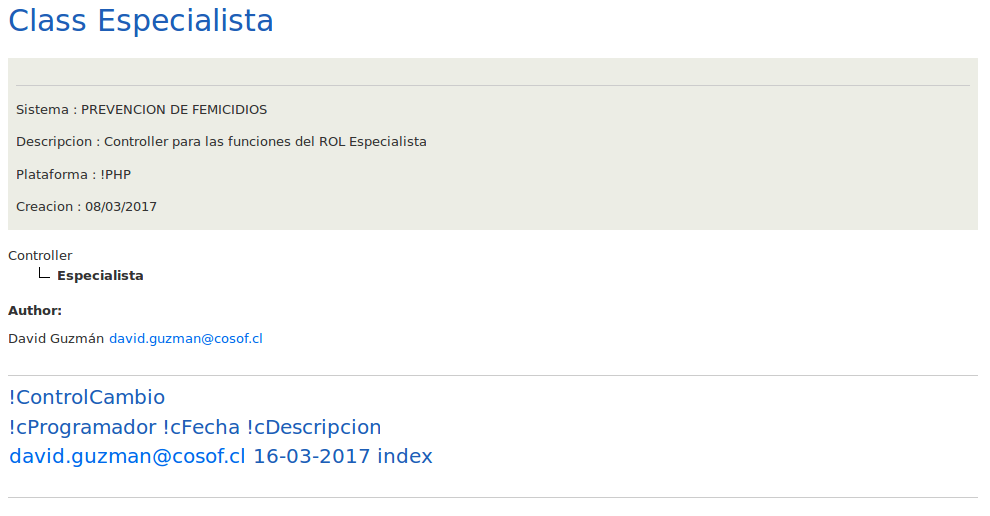 Class Especialista
Sistema : PREVENCION DE FEMICIDIOS
Descripcion : Controller para las funciones del ROL Especialista
Plataforma : !PHP
Creacion : 08/03/2017
Controller
Especialista
Author:
David Guzmán david.guzman@cosof.cl
!ControlCambio
!cProgramador !cFecha !cDescripcion
david.guzman@cosof.cl 16-03-2017 index